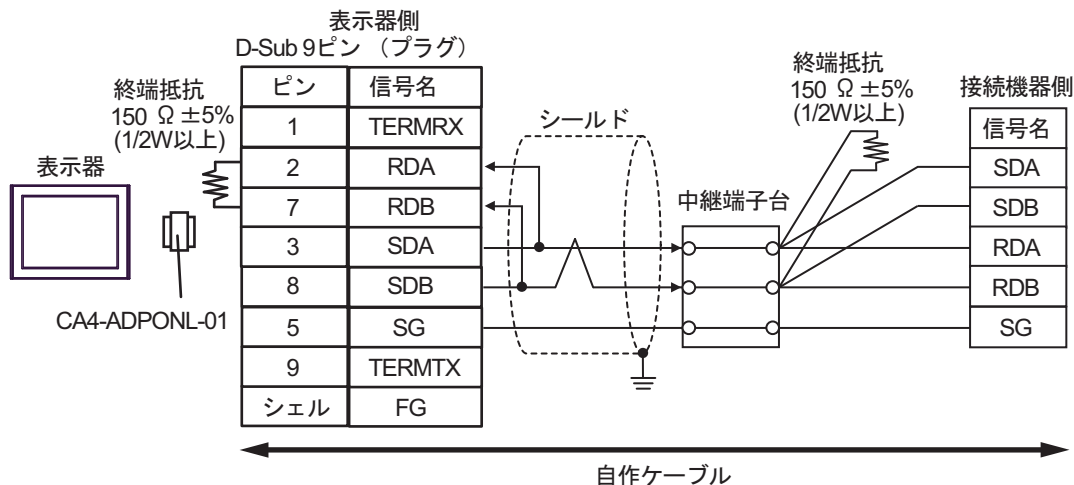 表示器側
D-Sub 9ピン （プラグ）
終端抵抗
150 Ω ±5%
(1/2W以上)
表示器
CA4-ADPONL-01
ピン 信号名
1 TERMRX
2 RDA
7 RDB
3 SDA
8 SDB
5 SG
9 TERMTX
シェル FG
シールド
中継端子台
終端抵抗
150 Ω ±5%
(1/2W以上)
接続機器側
信号名
SDA
SDB
RDA
RDB
SG
自作ケーブル